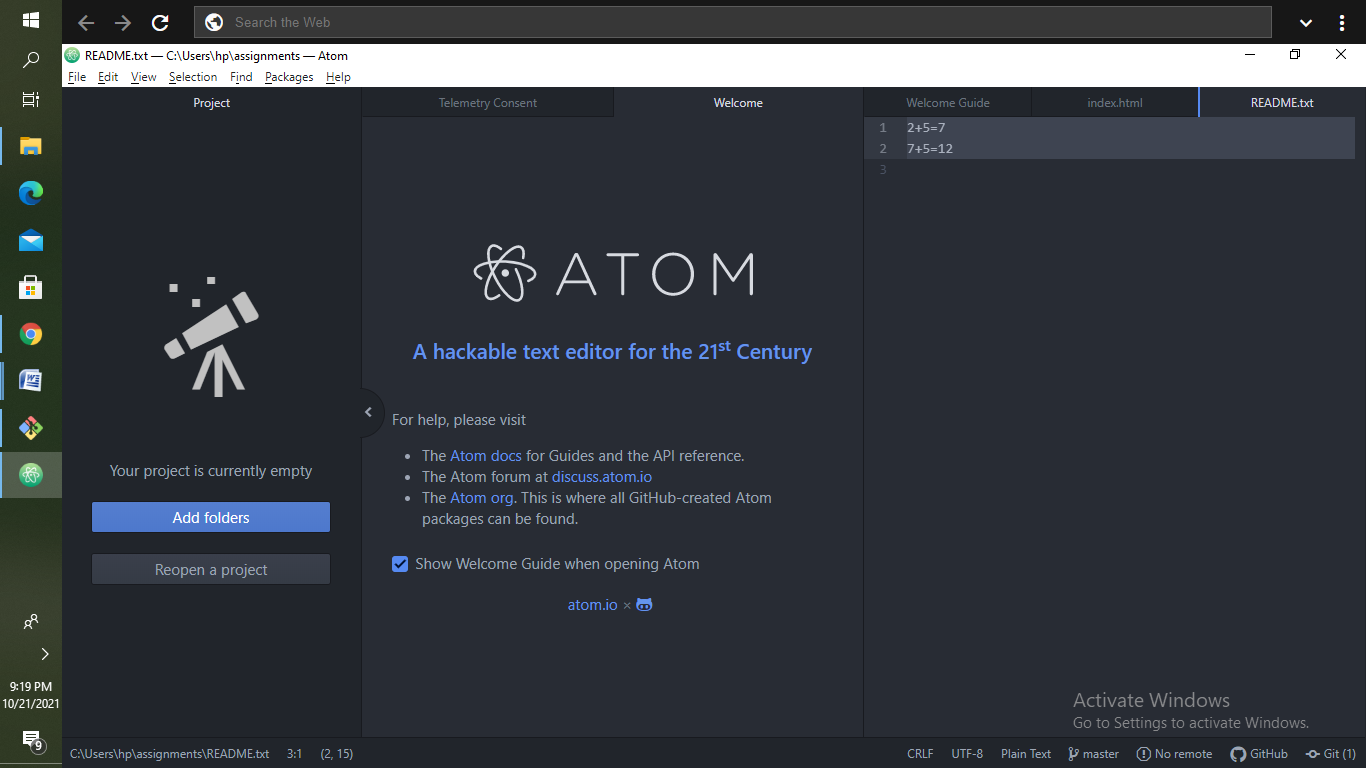 Search the Web
README.txt — C:\Users\hp\assignments — Atom
File Edit View Selection Find Packages Help
Project
Telemetry Consent
Welcome
Welcome Guide
index.html
README.txt
1 2+5=7
2 7+5=12
3
ATOM
A hackable text editor for the 21st Century
For help, please visit
• The Atom docs for Guides and the API reference.
• The Atom forum at discuss.atom.io
• The Atom org. This is where all GitHub-created Atom
packages can be found.
Show Welcome Guide when opening Atom
atom.io ×
Your project is currently empty
Add folders
Reopen a project
Activate Windows
Go to Settings to activate Windows.
9:19 PM
10/21/2021
9
C:\Users\hp\assignments\README.txt 3:1 (2, 15)
CRLF UTF-8 Plain Text master No remote GitHub Git (1)